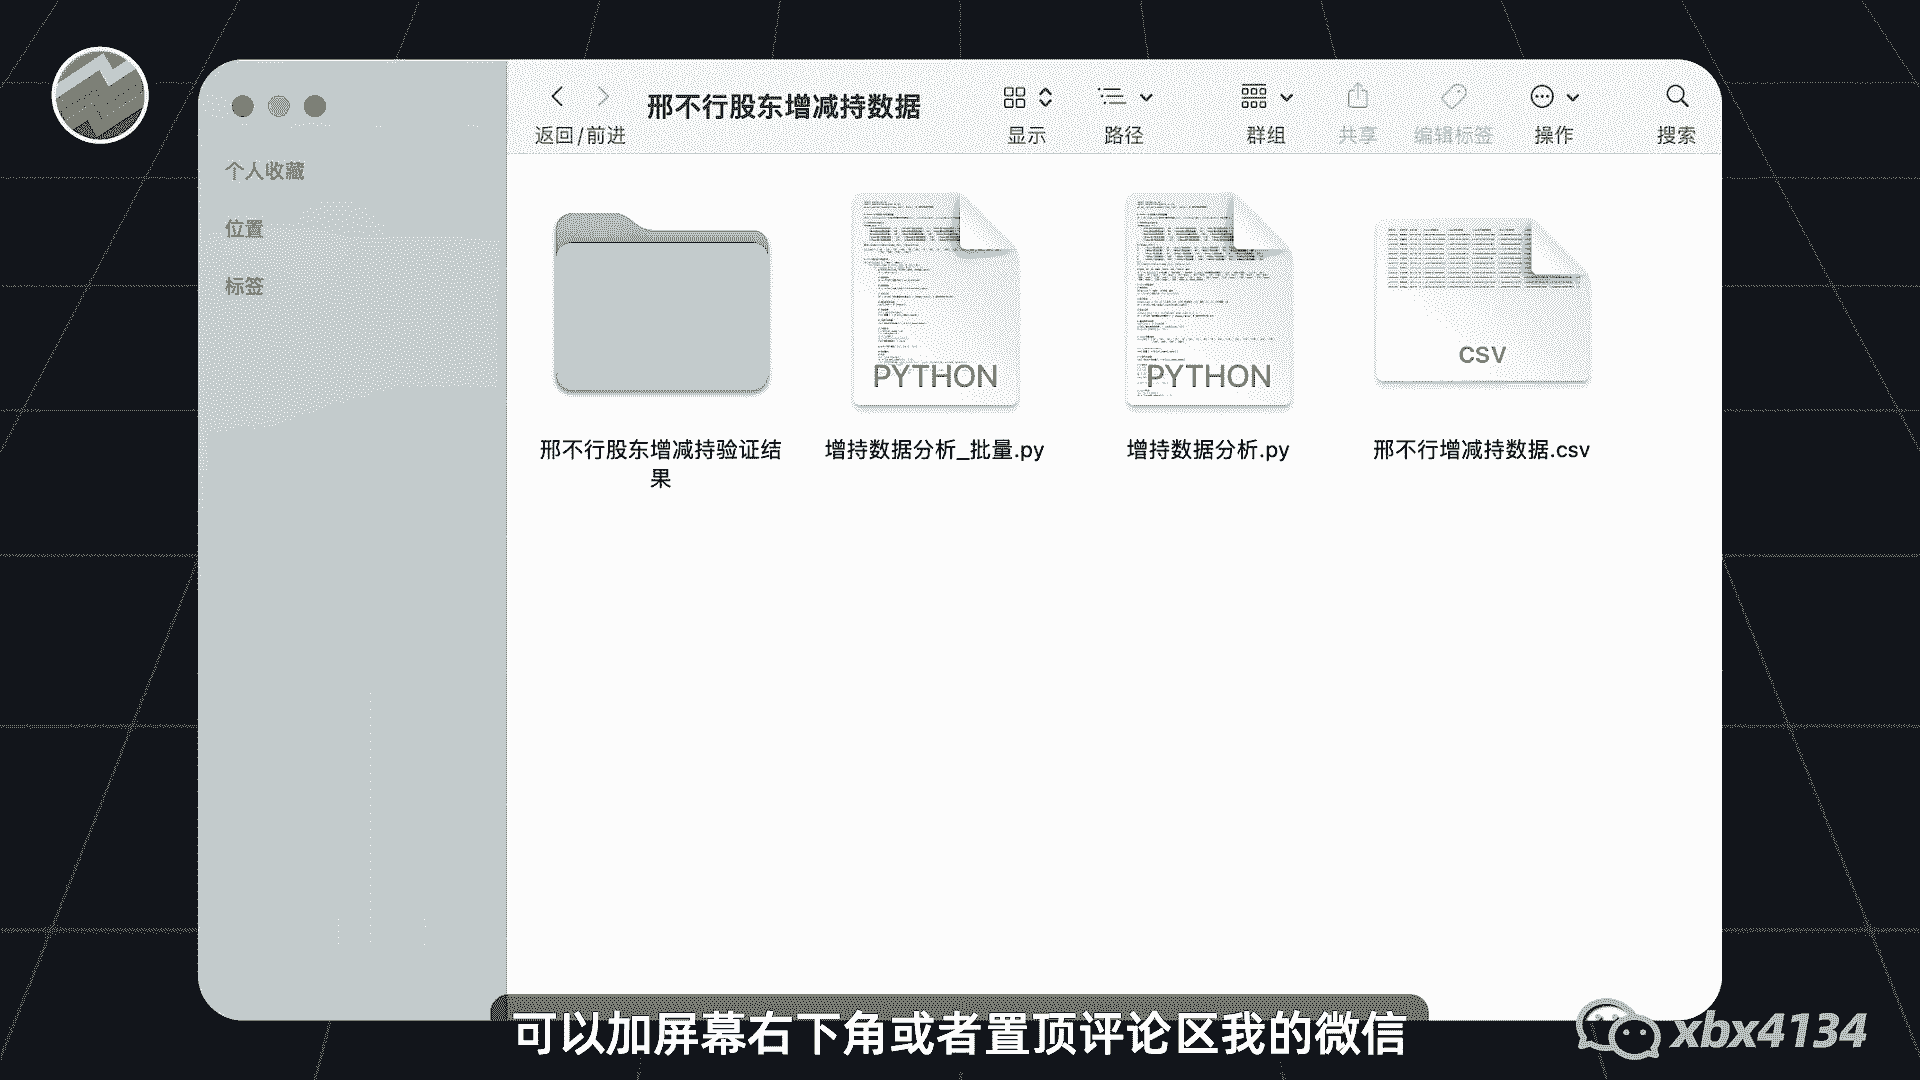 邢不行股东增减持数据
返回/前进
显示
路径
群组
共享
编辑标签
操作
搜索
个人收藏
位置
标签
PYTHON
PYTHON
CSV
邢不行股东增减持验证结
果
增持数据分析_批量.py
增持数据分析.py
邢不行增减持数据.csv
可以加屏幕右下角或者置顶评论区我的微信
xbx4134